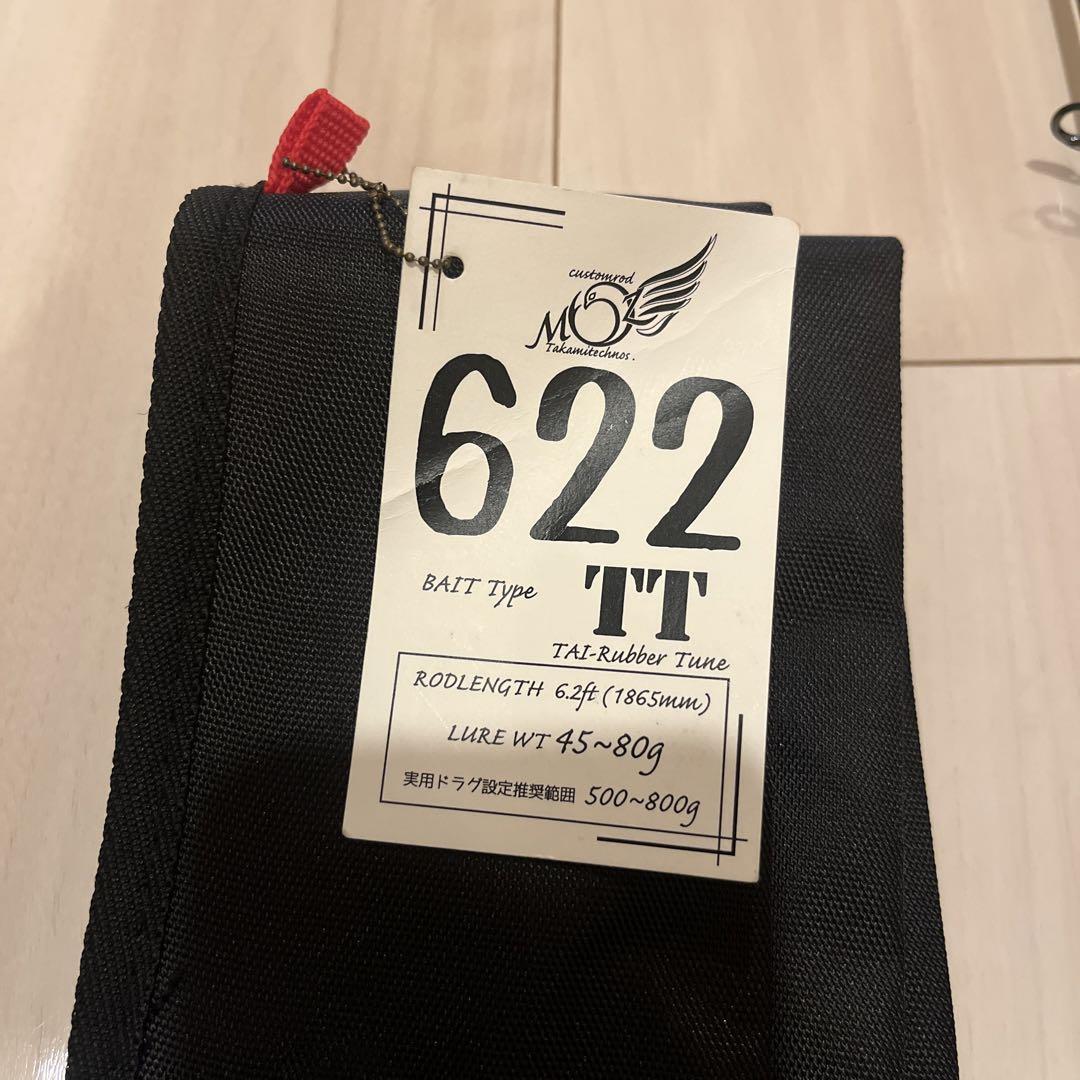 customrod
Takamitechnos.
622
BAIT Type
TT
TAI-Rubber Tune
RODLENGTH 6.2ft (1865mm)
LURE WT 45~80g
実用ドラグ設定推奨範囲 500~800g